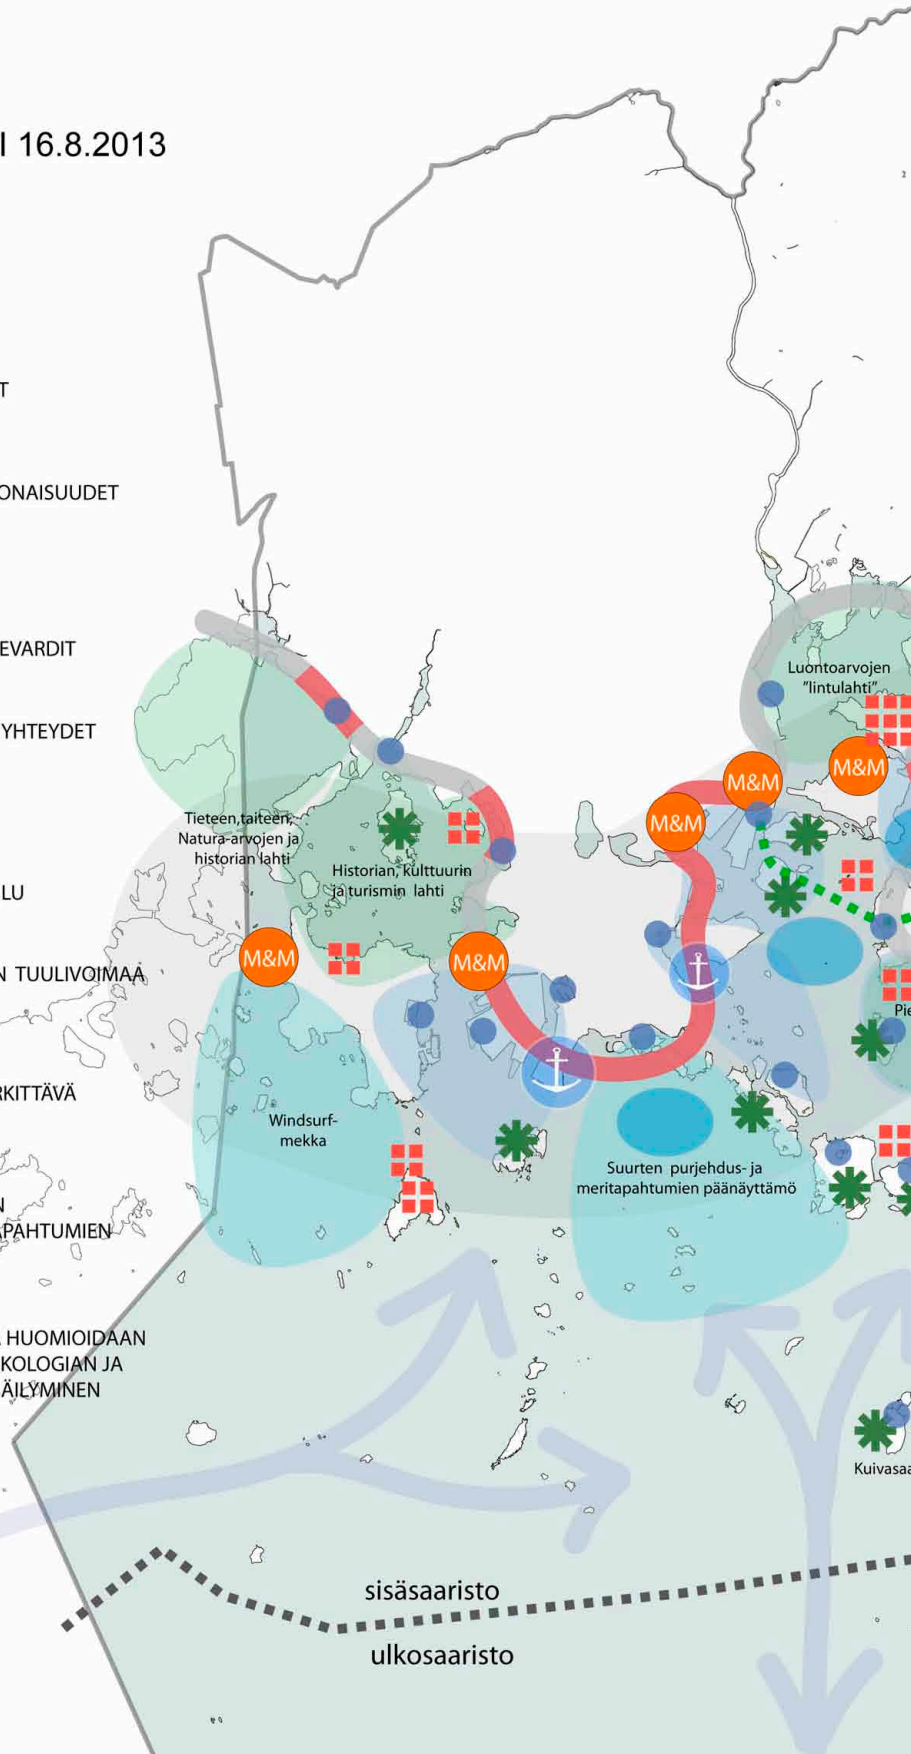 I 16.8.2013
T
ONAISUUDET
EVARDIT
YHTEYDET
LU
N TUULIVOIMAA
RKITTÄVÄ
N
APAHTUMIEN
A HUOMIOIDAAN
KOLOGIAN JA
ÄILYMINEN
Luontoarvojen
"lintulahti"
M&M
M&M
M&M
Tieteen,taiteen,
Natura-arvojen ja
historian lahti
Historian, kulttuurin
ja turismin lahti
M&M
M&M
Pie
Windsurf-
mekka
Suurten purjehdus- ja
meritapahtumien päänäyttämö
Kuivasaa
sisäsaaristo
ulkosaaristo